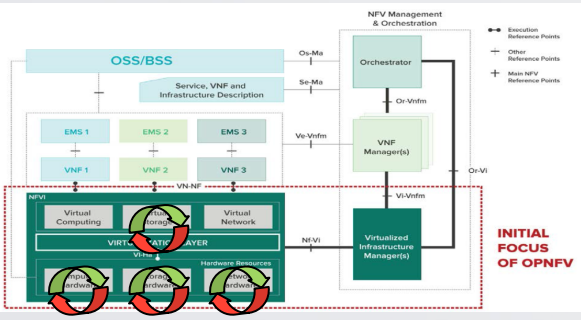 NFV Management
& Orchestration
Execution
Reference Points
Other
Reference Points
Main NFV
Reference Points
OSS/BSS
Os-Ma
Orchestrator
Se-Ma
Service, VNF and
Infrastructure Description
Or-Vnfm
EMS 1
EMS 2
EMS 3
Ve-Vnfm
VNF
Manager(s)
VNF 1
VNF 2
VNF 3
Or-Vi
VN-NF
Vi-Vnfm
NFVI
Virtual
Computing
Virtual
Network
LAYER
Nf-Vi
Virtualized
Infrastructure
Manager(s)
Hardware Resources
INITIAL
FOCUS
OF OPNFV